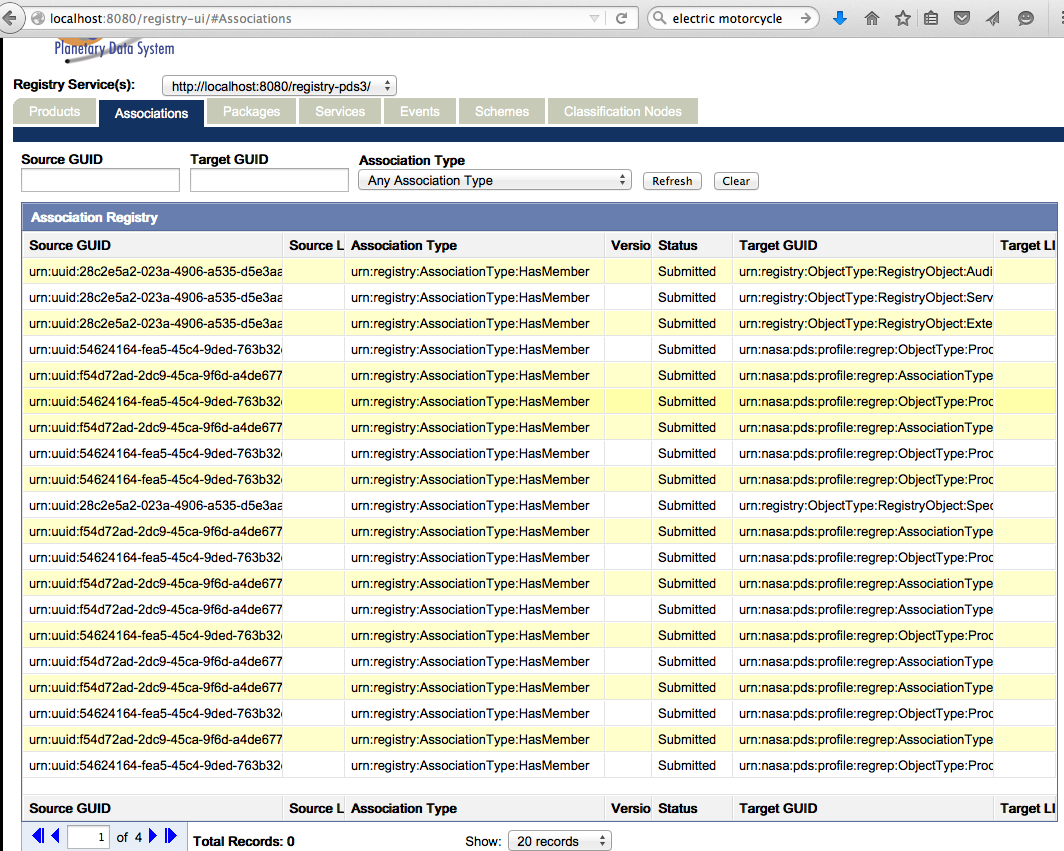 localhost:8080/registry-ui/#Associations electric motorcycle
Planetary Data System
Registry Service(s): http://localhost:8080/registry-pds3/
Products Associations Packages Services Events Schemes Classification Nodes
Source GUID Target GUID Association Type
Any Association Type Refresh Clear
Association Registry
Source GUID Source L Association Type Versio Status Target GUID Target LI
urn:uuid:28c2e5a2-023a-4906-a535-d5e3aa urn:registry:AssociationType:HasMember Submitted urn:registry:ObjectType:RegistryObject:Audi
urn:uuid:28c2e5a2-023a-4906-a535-d5e3aa urn:registry:AssociationType:HasMember Submitted urn:registry:ObjectType:RegistryObject:Serv
urn:uuid:28c2e5a2-023a-4906-a535-d5e3aa urn:registry:AssociationType:HasMember Submitted urn:registry:ObjectType:RegistryObject:Exte
urn:uuid:54624164-fea5-45c4-9ded-763b32 urn:registry:AssociationType:HasMember Submitted urn:nasa:pds:profile:regrep:ObjectType:Proc
urn:uuid:f54d72ad-2dc9-45ca-9f6d-a4de677 urn:registry:AssociationType:HasMember Submitted urn:nasa:pds:profile:regrep:AssociationType
urn:uuid:54624164-fea5-45c4-9ded-763b32 urn:registry:AssociationType:HasMember Submitted urn:nasa:pds:profile:regrep:ObjectType:Proc
urn:uuid:f54d72ad-2dc9-45ca-9f6d-a4de677 urn:registry:AssociationType:HasMember Submitted urn:nasa:pds:profile:regrep:AssociationType
urn:uuid:54624164-fea5-45c4-9ded-763b32 urn:registry:AssociationType:HasMember Submitted urn:nasa:pds:profile:regrep:ObjectType:Proc
urn:uuid:54624164-fea5-45c4-9ded-763b32 urn:registry:AssociationType:HasMember Submitted urn:nasa:pds:profile:regrep:ObjectType:Proc
urn:uuid:28c2e5a2-023a-4906-a535-d5e3aa urn:registry:AssociationType:HasMember Submitted urn:registry:ObjectType:RegistryObject:Spec
urn:uuid:f54d72ad-2dc9-45ca-9f6d-a4de677 urn:registry:AssociationType:HasMember Submitted urn:nasa:pds:profile:regrep:AssociationType
urn:uuid:54624164-fea5-45c4-9ded-763b32 urn:registry:AssociationType:HasMember Submitted urn:nasa:pds:profile:regrep:ObjectType:Proc
urn:uuid:f54d72ad-2dc9-45ca-9f6d-a4de677 urn:registry:AssociationType:HasMember Submitted urn:nasa:pds:profile:regrep:AssociationType
urn:uuid:f54d72ad-2dc9-45ca-9f6d-a4de677 urn:registry:AssociationType:HasMember Submitted urn:nasa:pds:profile:regrep:AssociationType
urn:uuid:54624164-fea5-45c4-9ded-763b32 urn:registry:AssociationType:HasMember Submitted urn:nasa:pds:profile:regrep:ObjectType:Proc
urn:uuid:f54d72ad-2dc9-45ca-9f6d-a4de677 urn:registry:AssociationType:HasMember Submitted urn:nasa:pds:profile:regrep:AssociationType
urn:uuid:f54d72ad-2dc9-45ca-9f6d-a4de677 urn:registry:AssociationType:HasMember Submitted urn:nasa:pds:profile:regrep:AssociationType
urn:uuid:54624164-fea5-45c4-9ded-763b32 urn:registry:AssociationType:HasMember Submitted urn:nasa:pds:profile:regrep:ObjectType:Proc
urn:uuid:f54d72ad-2dc9-45ca-9f6d-a4de677 urn:registry:AssociationType:HasMember Submitted urn:nasa:pds:profile:regrep:AssociationType
urn:uuid:54624164-fea5-45c4-9ded-763b32 urn:registry:AssociationType:HasMember Submitted urn:nasa:pds:profile:regrep:ObjectType:Proc
Source GUID Source L Association Type Versio Status Target GUID Target LI
1 of 4 Total Records: 0 Show: 20 records